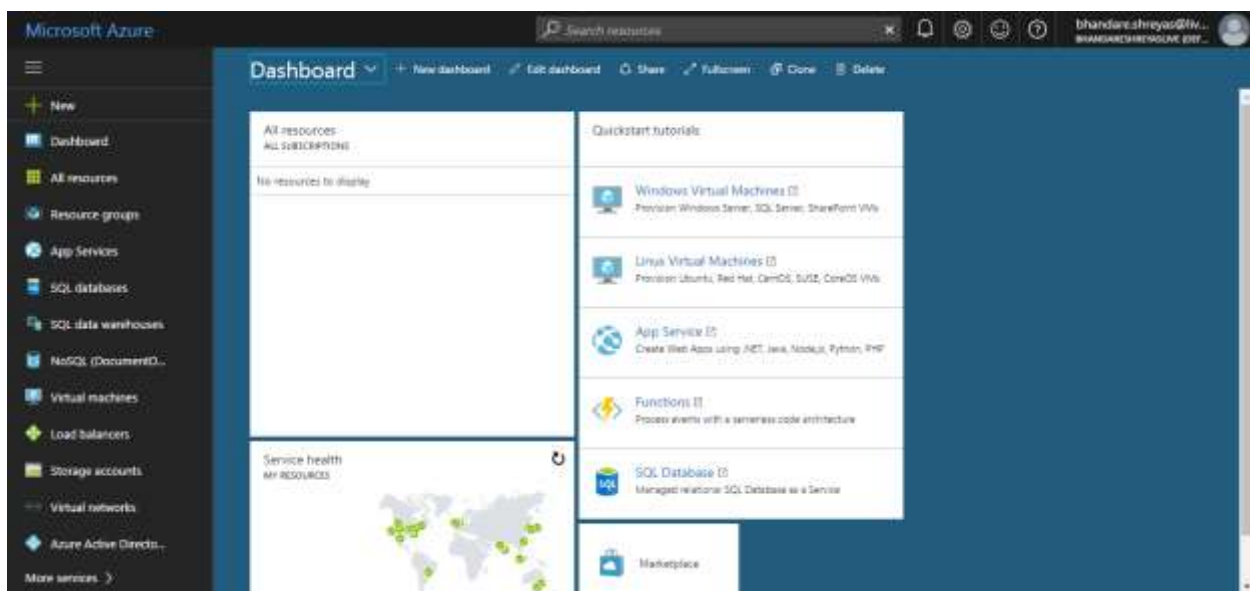 Microsoft Azure
Search resources
bhandare.shreyas@liv...
BHANDARESHREYASLIVE (DEF...
Dashboard
+ New dashboard
Edit dashboard
Share
Fullscreen
Clone
Delete
New
Dashboard
All resources
Resource groups
App Services
SQL databases
SQL data warehouses
NoSQL (DocumentD...
Virtual machines
Load balancers
Storage accounts
Virtual networks
Azure Active Directo...
More services >
All resources
ALL SUBSCRIPTIONS
No resources to display
Service health
MY RESOURCES
Quickstart tutorials
Windows Virtual Machines
Provision Windows Server, SQL Server, SharePoint VMs
Linux Virtual Machines
Provision Ubuntu, Red Hat, CentOS, SUSE, CoreOS VMs
App Service
Create Web Apps using .NET, Java, Node.js, Python, PHP
Functions
Process events with a serverless code architecture
SQL Database
Managed relational SQL Database as a Service
SQL
Marketplace